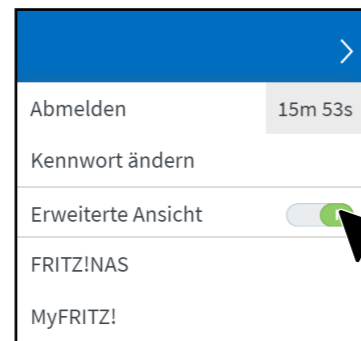 Abmelden 15m 53s
Kennwort ändern
Erweiterte Ansicht
FRITZ!NAS
MyFRITZ!